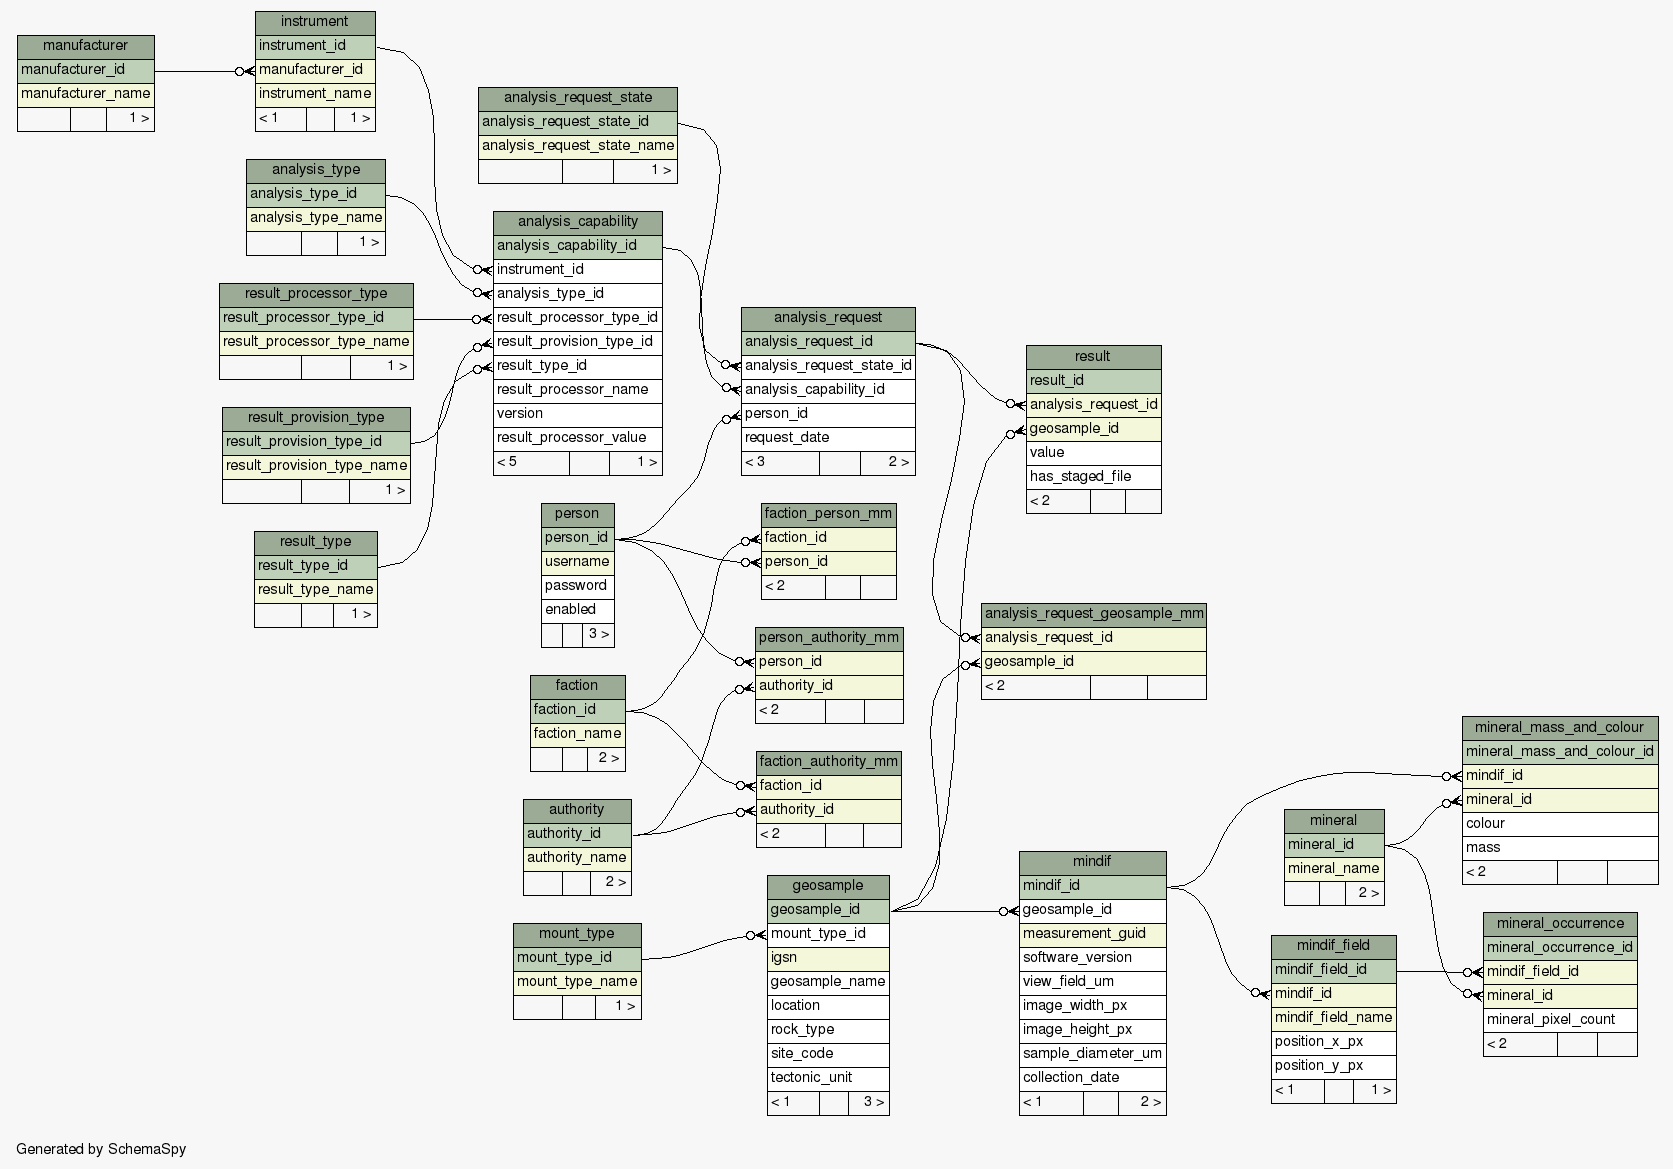 manufacturer
manufacturer_id
manufacturer_name
1 >
instrument
instrument_id
manufacturer_id
instrument_name
< 1 1 >
analysis_type
analysis_type_id
analysis_type_name
1 >
result_processor_type
result_processor_type_id
result_processor_type_name
1 >
result_provision_type
result_provision_type_id
result_provision_type_name
1 >
result_type
result_type_id
result_type_name
1 >
analysis_request_state
analysis_request_state_id
analysis_request_state_name
1 >
analysis_capability
analysis_capability_id
instrument_id
analysis_type_id
result_processor_type_id
result_provision_type_id
result_type_id
result_processor_name
version
result_processor_value
< 5 1 >
person
person_id
username
password
enabled
3 >
faction
faction_id
faction_name
2 >
authority
authority_id
authority_name
2 >
mount_type
mount_type_id
mount_type_name
1 >
analysis_request
analysis_request_id
analysis_request_state_id
analysis_capability_id
person_id
request_date
< 3 2 >
faction_person_mm
faction_id
person_id
< 2
person_authority_mm
person_id
authority_id
< 2
faction_authority_mm
faction_id
authority_id
< 2
geosample
geosample_id
mount_type_id
igsn
geosample_name
location
rock_type
site_code
tectonic_unit
< 1 3 >
result
result_id
analysis_request_id
geosample_id
value
has_staged_file
< 2
analysis_request_geosample_mm
analysis_request_id
geosample_id
< 2
mindif
mindif_id
geosample_id
measurement_guid
software_version
view_field_um
image_width_px
image_height_px
sample_diameter_um
collection_date
< 1 2 >
mineral
mineral_id
mineral_name
2 >
mindif_field
mindif_field_id
mindif_id
mindif_field_name
position_x_px
position_y_px
< 1 1 >
mineral_mass_and_colour
mineral_mass_and_colour_id
mindif_id
mineral_id
colour
mass
< 2
mineral_occurrence
mineral_occurrence_id
mindif_field_id
mineral_id
mineral_pixel_count
< 2
Generated by SchemaSpy